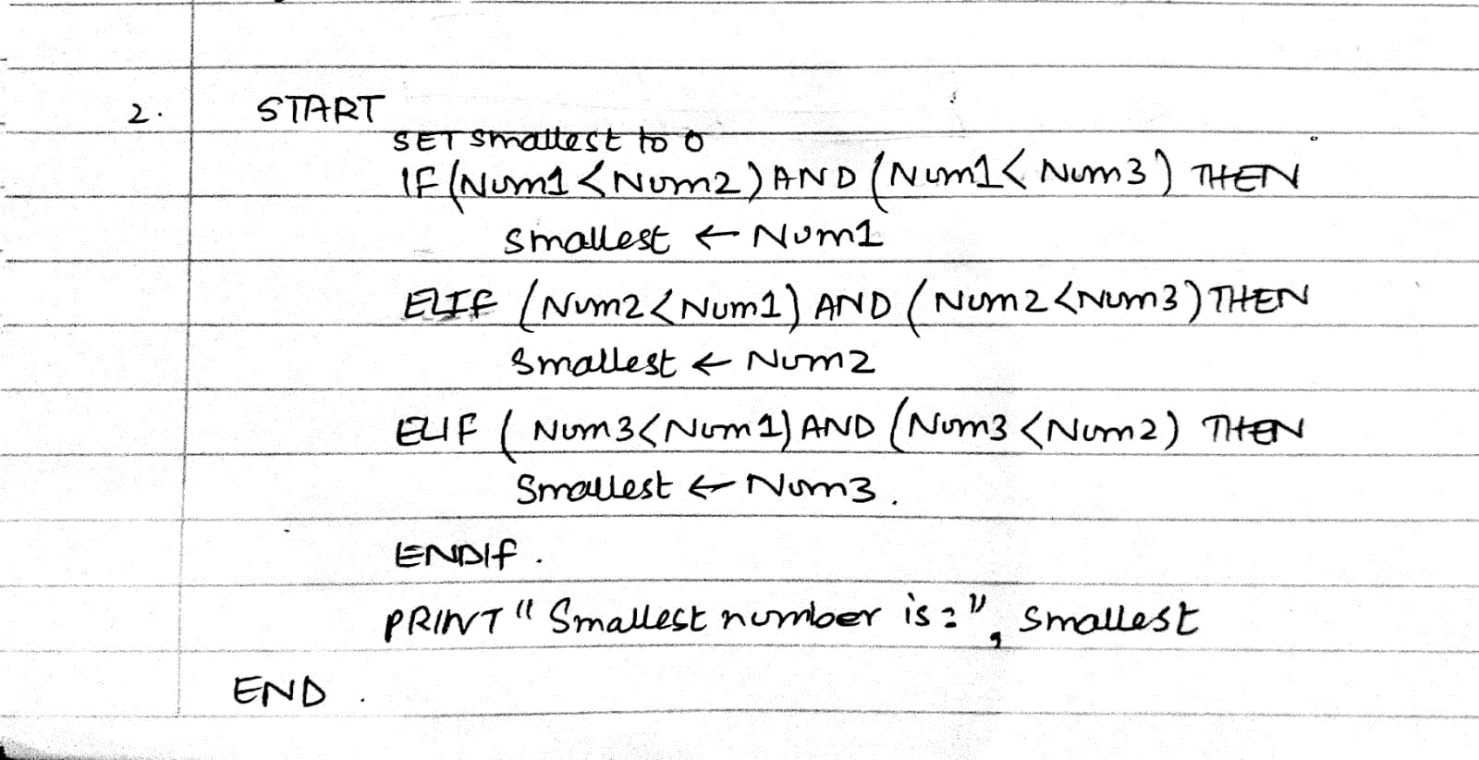 2. START
SET smallest to 0
IF (Num1 < Num2) AND (Num1 < Num3) THEN
smallest ← Num1
ELIF (Num2 < Num1) AND (Num2 < Num3) THEN
Smallest ← Num2
ELIF (Num3 < Num1) AND (Num3 < Num2) THEN
Smallest ← Num3.
ENDIF.
PRINT "Smallest number is:", smallest
END.